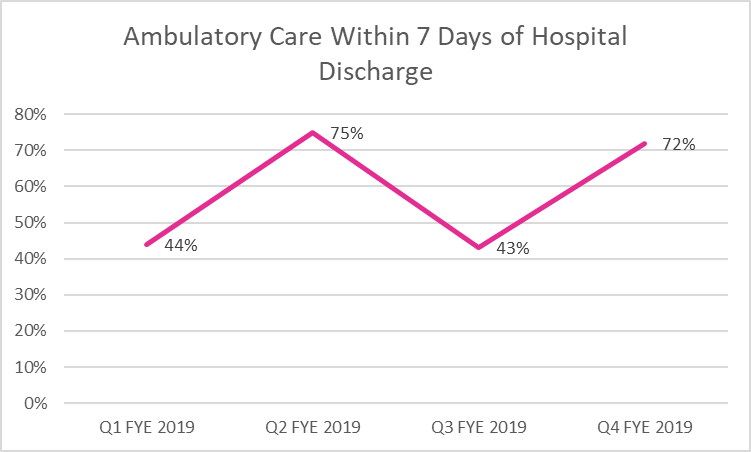 Ambulatory Care Within 7 Days of Hospital
Discharge
80%
70%
60%
50%
40%
30%
20%
10%
0%
44%
75%
43%
72%
Q1 FYE 2019
Q2 FYE 2019
Q3 FYE 2019
Q4 FYE 2019